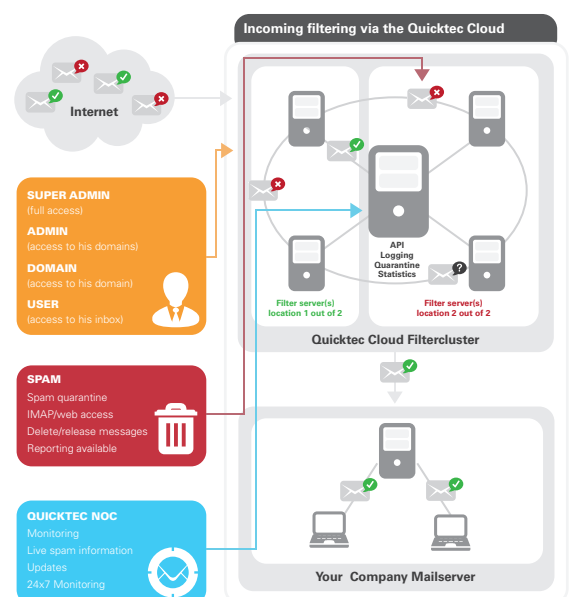 Incoming filtering via the Quicktec Cloud
Internet
SUPER ADMIN
(full access)
ADMIN
(access to his domains)
DOMAIN
(access to his domain)
USER
(access to his inbox)
API
Logging
Quarantine
Statistics
?
Filter server(s)
location 1 out of 2
Filter server(s)
location 2 out of 2
Quicktec Cloud Filtercluster
SPAM
Spam quarantine
IMAP/web access
Delete/release messages
Reporting available
QUICKTEC NOC
Monitoring
Live spam information
Updates
24x7 Monitoring
Your Company Mailserver